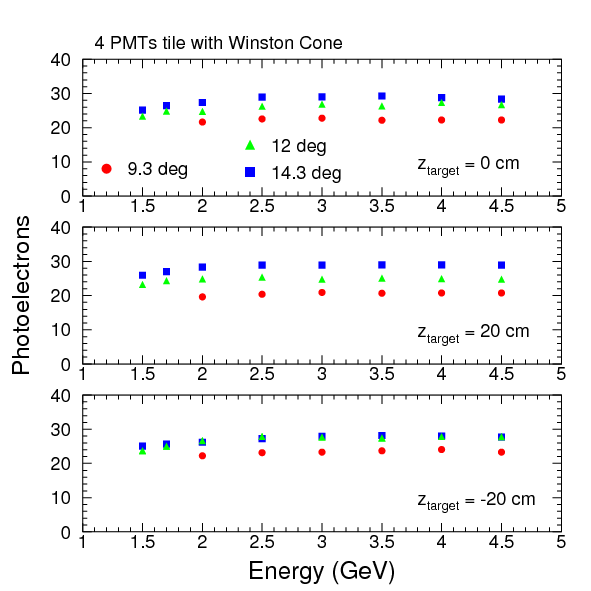 4 PMTs tile with Winston Cone
40
30
20
10
0
12 deg
9.3 deg
14.3 deg
z_target = 0 cm
1 1.5 2 2.5 3 3.5 4 4.5 5
Photoelectrons
40
30
20
10
0
z_target = 20 cm
1 1.5 2 2.5 3 3.5 4 4.5 5
40
30
20
10
0
z_target = -20 cm
1 1.5 2 2.5 3 3.5 4 4.5 5
Energy (GeV)